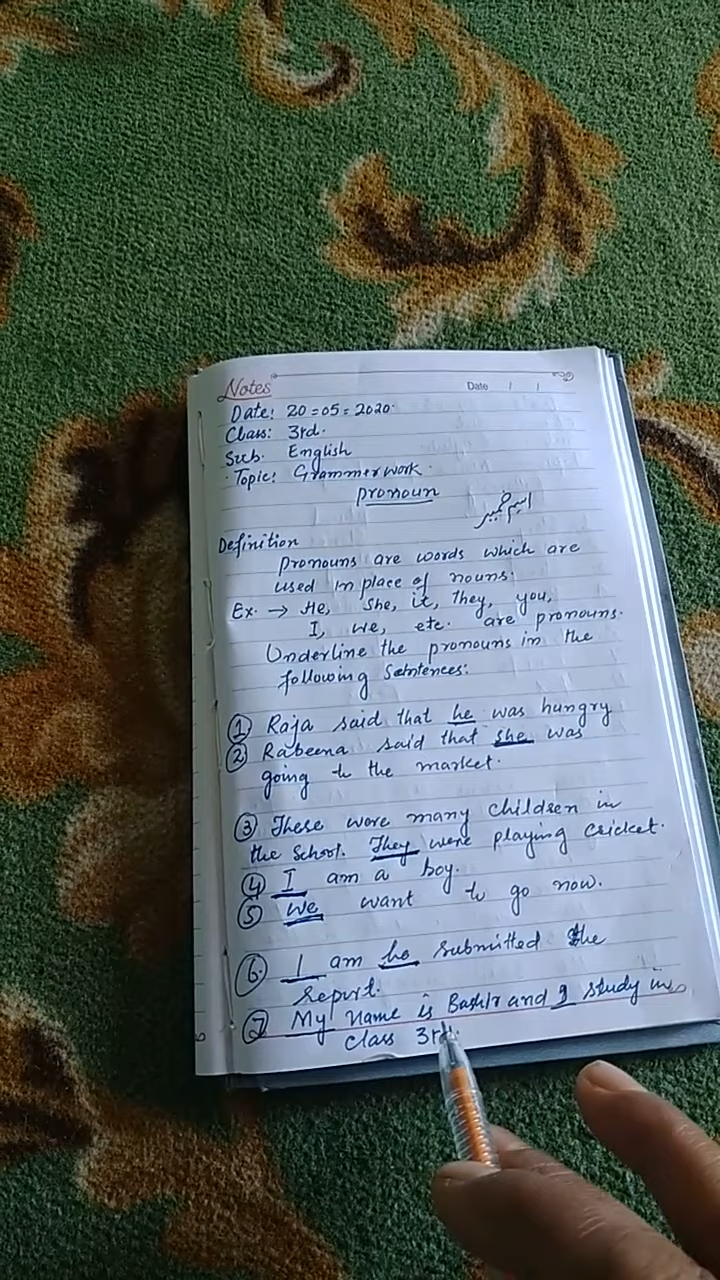 Notes
Date / /
Date: 20=05=2020.
Class: 3rd.
Sub. English
Topic: Grammerwork.
pronoun
اسم ضمیر
Definition
Pronouns are words which are
used in place of nouns.
Ex. → He, She, it, They, you,
I, we, etc. are pronouns.
Underline the pronouns in the
following Sentences:
① Raja said that he was hungry
② Rabeena said that she was
going to the market.
③ These were many children in
the School. They were playing cricket.
④ I am a boy.
⑤ We want to go now.
⑥ I am he submitted the
report.
⑦ My name is Bashir and I study in
class 3rd.